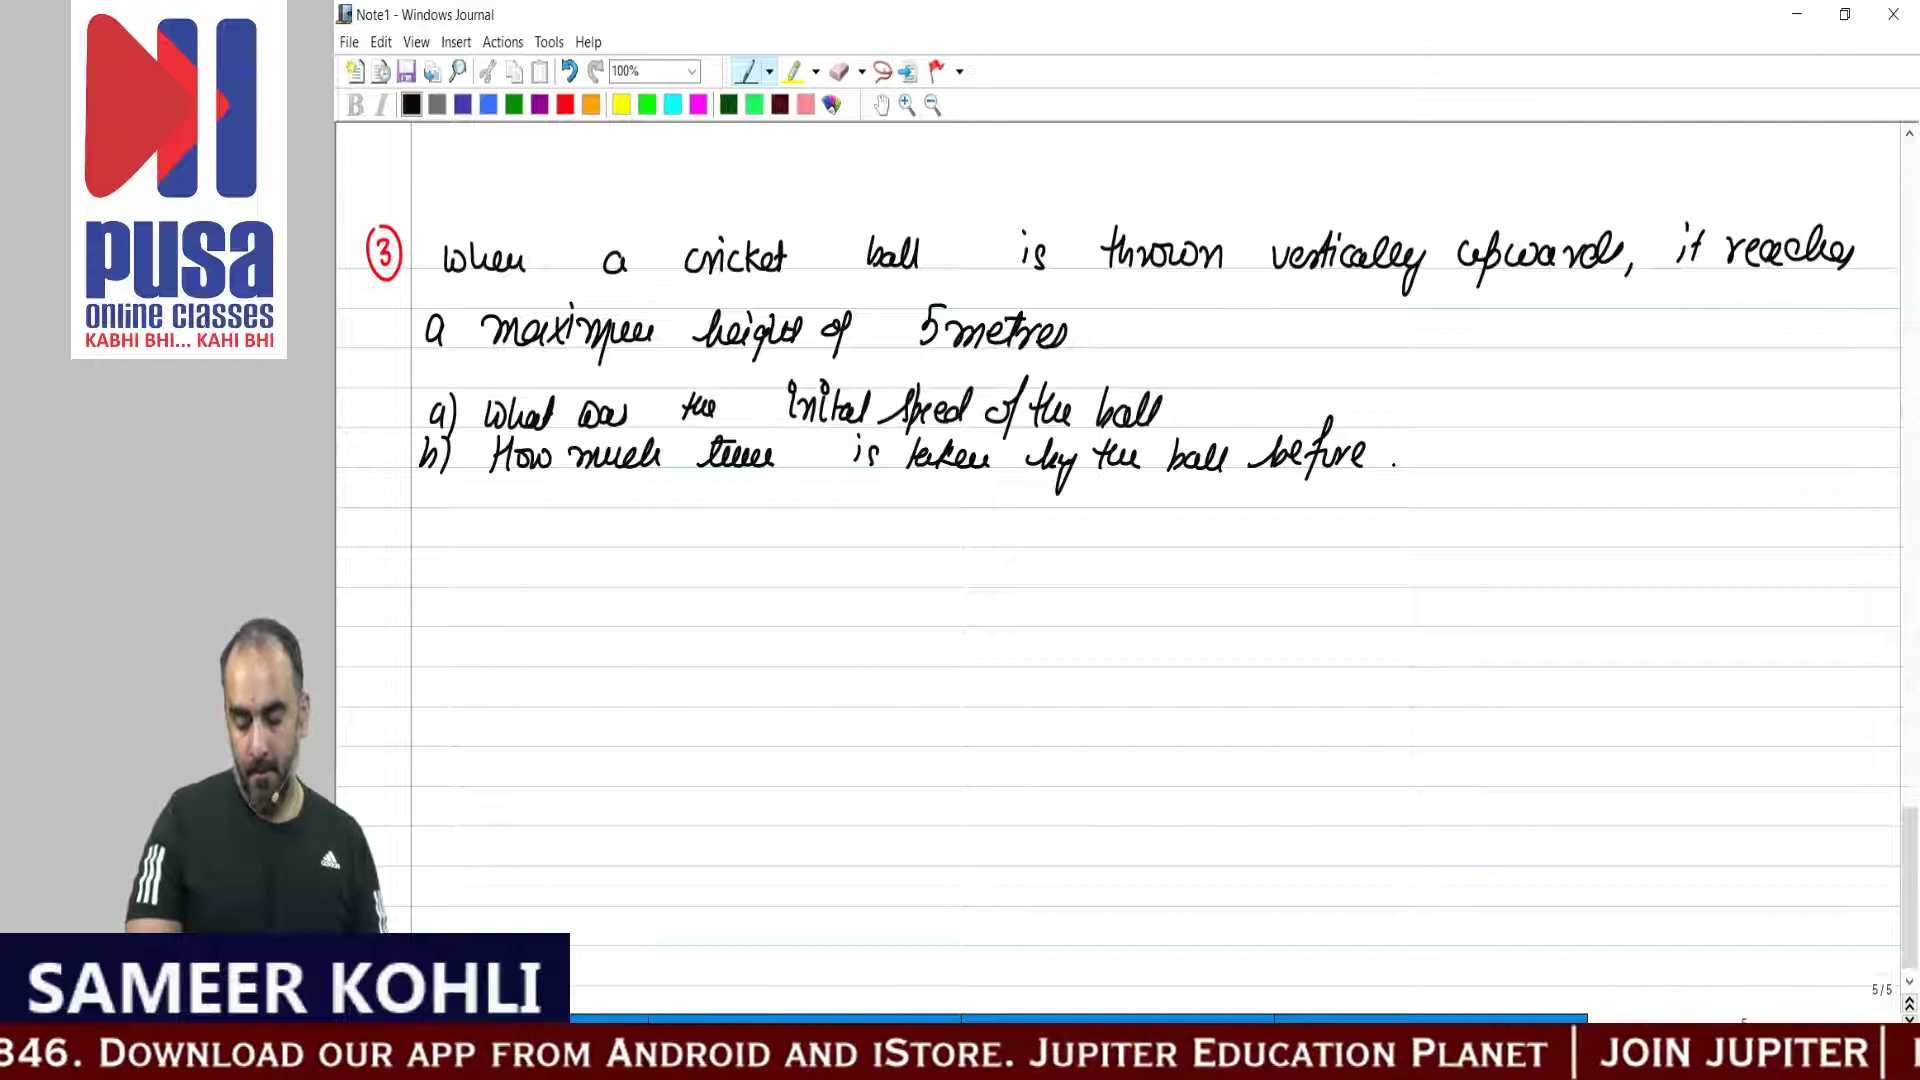 Note1 - Windows Journal
File Edit View Insert Actions Tools Help
100%
B I
PUSA
ONLINE CLASSES
KABHI BHI... KAHI BHI
③ When a cricket ball is thrown vertically upwards, it reaches
a maximum height of 5 metres
a) What was the inital speed of the ball
b) How much time is taken by the ball before .
adidas
5 / 5
SAMEER KOHLI
346. DOWNLOAD OUR APP FROM ANDROID AND ISTORE. JUPITER EDUCATION PLANET | JOIN JUPITER |